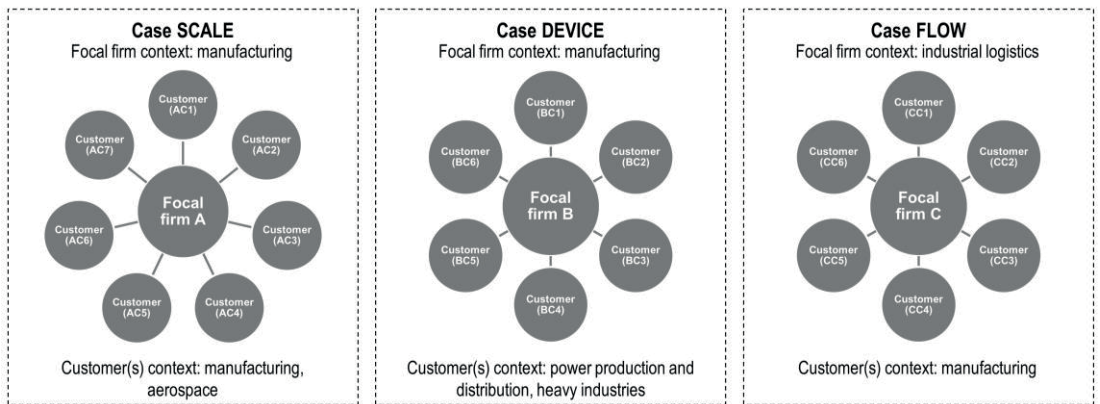 Case SCALE
Focal firm context: manufacturing
Customer
(AC1)
Customer
(AC7)
Customer
(AC2)
Focal
firm A
Customer
(AC6)
Customer
(AC3)
Customer
(AC5)
Customer
(AC4)
Customer(s) context: manufacturing,
aerospace
Case DEVICE
Focal firm context: manufacturing
Customer
(BC1)
Customer
(BC6)
Customer
(BC2)
Focal
firm B
Customer
(BC5)
Customer
(BC3)
Customer
(BC4)
Customer(s) context: power production and
distribution, heavy industries
Case FLOW
Focal firm context: industrial logistics
Customer
(CC1)
Customer
(CC6)
Customer
(CC2)
Focal
firm C
Customer
(CC5)
Customer
(CC3)
Customer
(CC4)
Customer(s) context: manufacturing